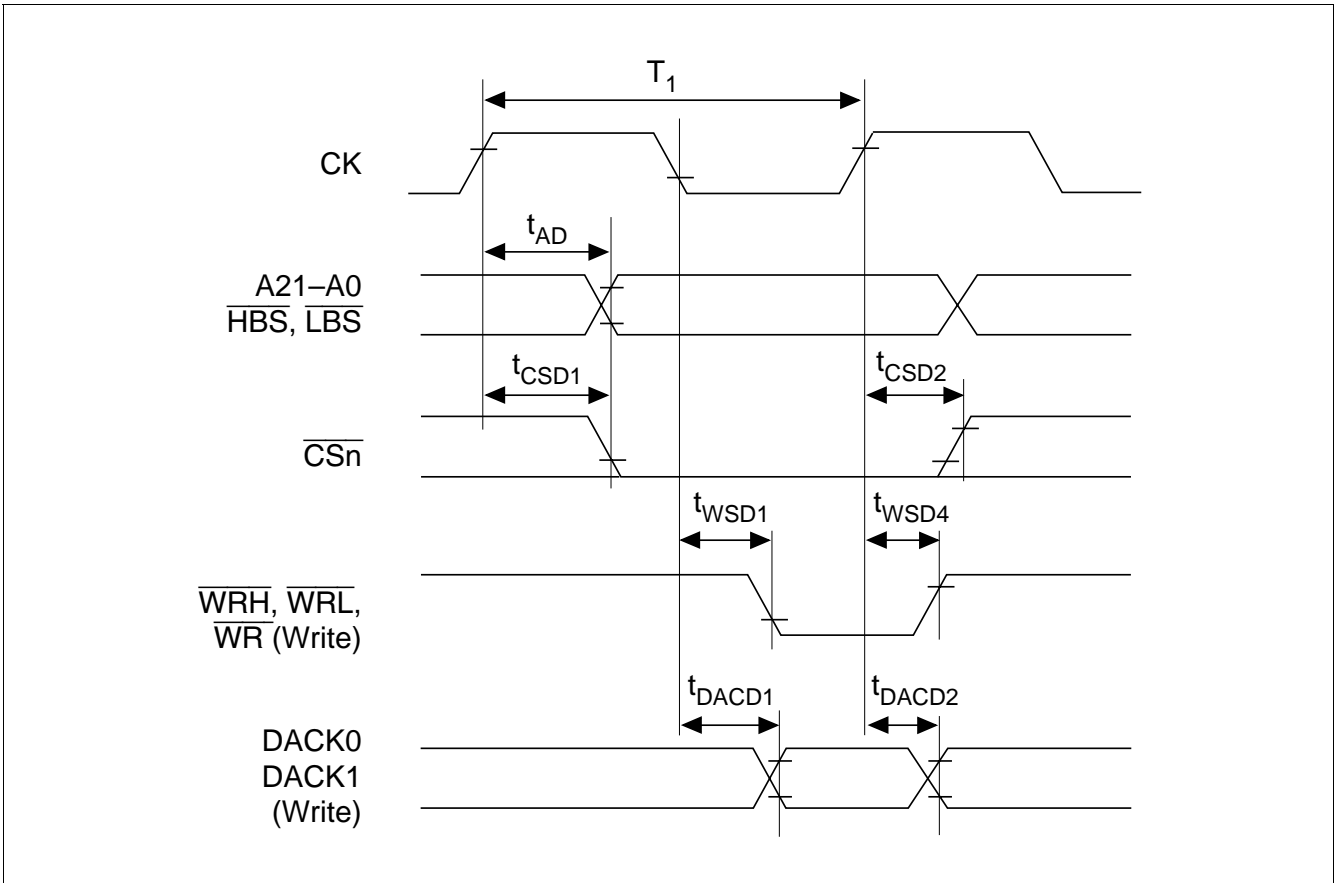 T1
CK
tAD
A21–A0
HBS, LBS
tCSD1
tCSD2
CSn
tWSD1
tWSD4
WRH, WRL,
WR (Write)
tDACD1
tDACD2
DACK0
DACK1
(Write)